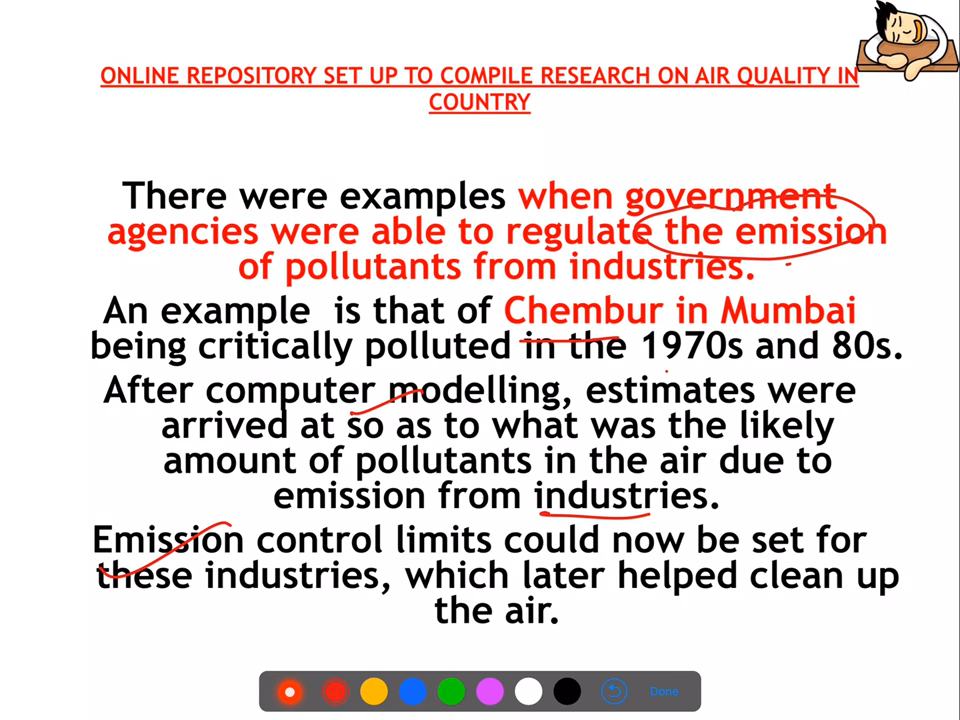 ONLINE REPOSITORY SET UP TO COMPILE RESEARCH ON AIR QUALITY IN
COUNTRY
There were examples when government
agencies were able to regulate the emission
of pollutants from industries.
An example is that of Chembur in Mumbai
being critically polluted in the 1970s and 80s.
After computer modelling, estimates were
arrived at so as to what was the likely
amount of pollutants in the air due to
emission from industries.
Emission control limits could now be set for
these industries, which later helped clean up
the air.
Done